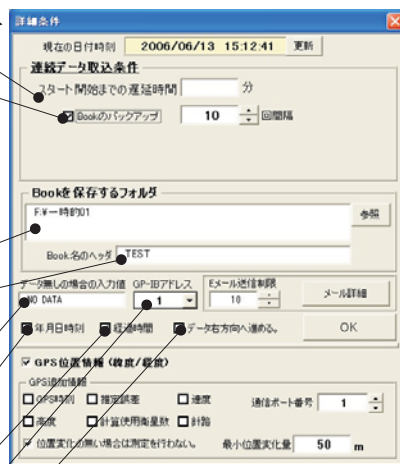 詳細条件
現在の日付時刻 2006/06/13 15:12:41 更新
連続データ取込条件
スタート開始までの遅延時間 分
Bookのバックアップ 10 回間隔
Bookを保存するフォルダ
F:¥一時的01 参照
Book名のヘッダ TEST
データ無しの場合の入力値 GP-IBアドレス Eメール送信制限
NO DATA 1 10 メール詳細
年月日時刻 経過時間 データ右方向へ進める。 OK
GPS位置情報 (緯度/経度)
GPS追加情報
GPS時刻 推定誤差 速度 通信ポート番号 1
高度 計算使用衛星数 針路
位置変化の無い場合は測定を行わない。 最小位置変化量 50 m